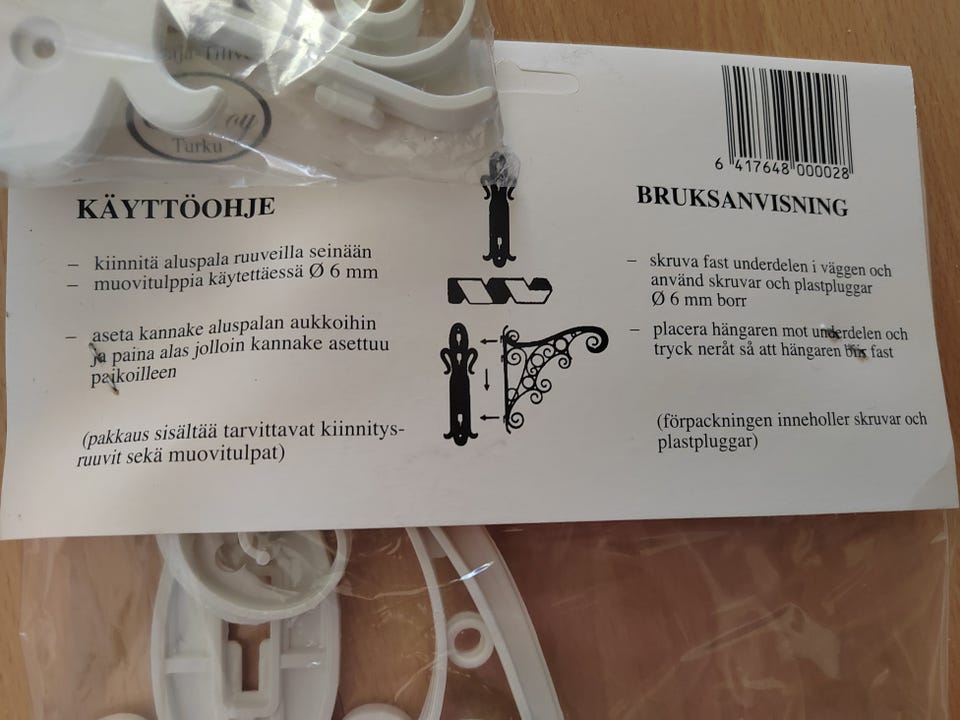 Turku
6 417648 000028
KÄYTTÖOHJE
– kiinnitä aluspala ruuveilla seinään
– muovitulppia käytettäessä Ø 6 mm
– aseta kannake aluspalan aukkoihin
ja paina alas jolloin kannake asettuu
paikoilleen
(pakkaus sisältää tarvittavat kiinnitys-
ruuvit sekä muovitulpat)
BRUKSANVISNING
– skruva fast underdelen i väggen och
använd skruvar och plastpluggar
Ø 6 mm borr
– placera hängaren mot underdelen och
tryck neråt så att hängaren blir fast
(förpackningen inneholler skruvar och
plastpluggar)